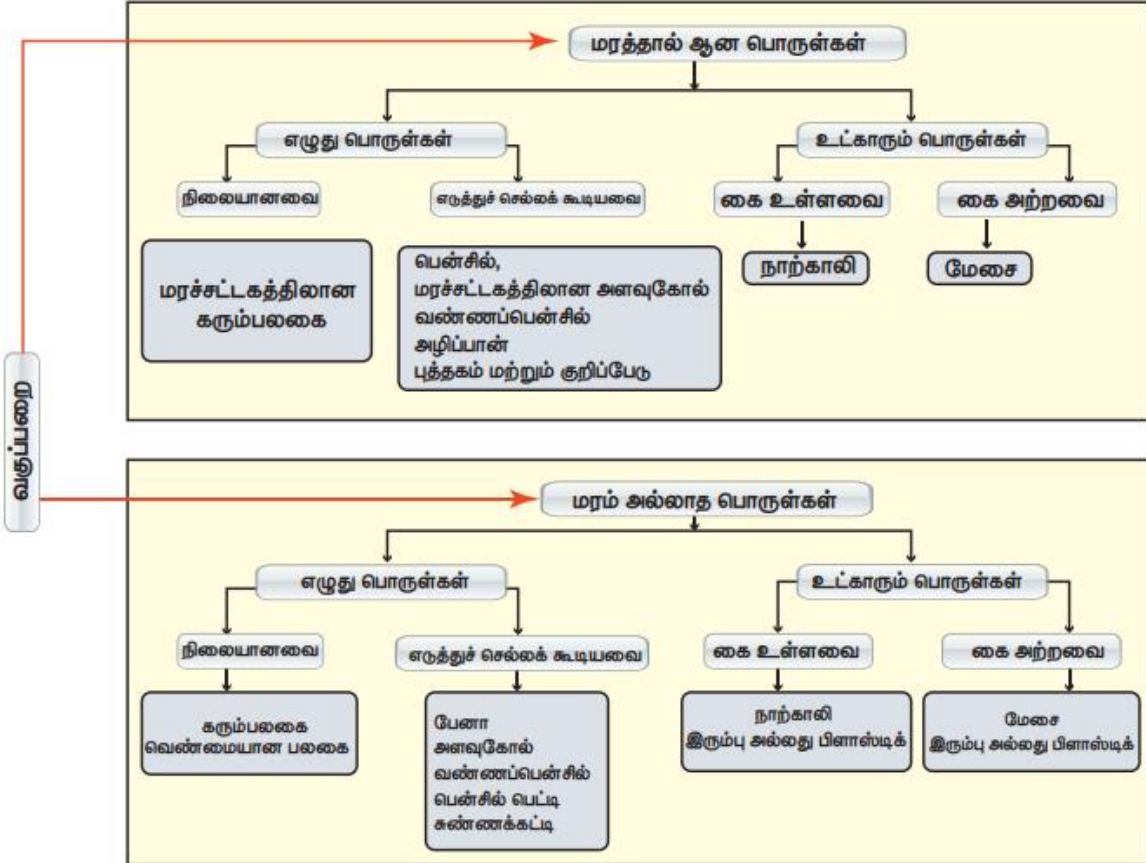 வகுப்பறை
மரத்தால் ஆன பொருள்கள்
எழுது பொருள்கள்
உட்காரும் பொருள்கள்
நிலையானவை
எடுத்துச் செல்லக் கூடியவை
கை உள்ளவை
கை அற்றவை
மரச்சட்டகத்திலான
கரும்பலகை
பென்சில்,
மரச்சட்டகத்திலான அளவுகோல்
வண்ணப்பென்சில்
அழிப்பான்
புத்தகம் மற்றும் குறிப்பேடு
நாற்காலி
மேசை
மரம் அல்லாத பொருள்கள்
எழுது பொருள்கள்
உட்காரும் பொருள்கள்
நிலையானவை
எடுத்துச் செல்லக் கூடியவை
கை உள்ளவை
கை அற்றவை
கரும்பலகை
வெண்மையான பலகை
பேனா
அளவுகோல்
வண்ணப்பென்சில்
பென்சில் பெட்டி
சுண்ணக்கட்டி
நாற்காலி
இரும்பு அல்லது பிளாஸ்டிக்
மேசை
இரும்பு அல்லது பிளாஸ்டிக்